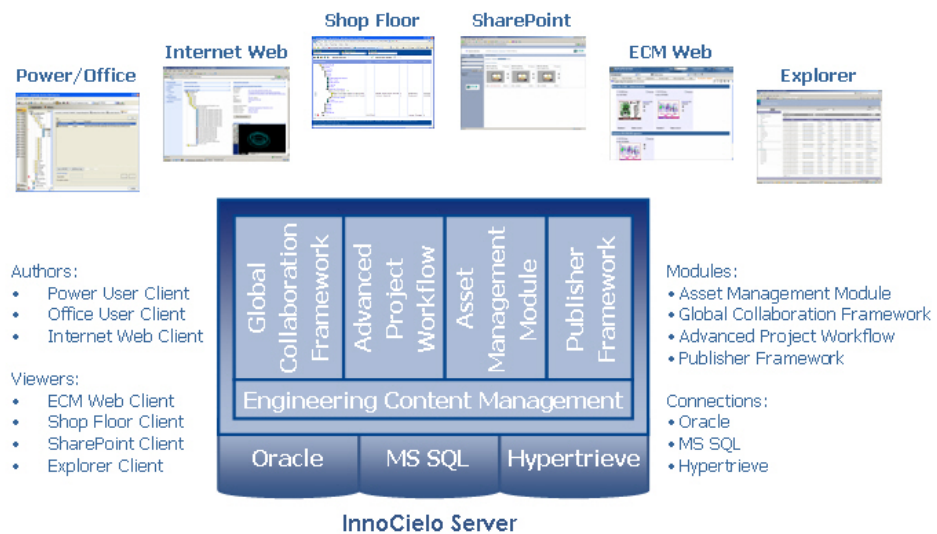 Shop Floor
SharePoint
Internet Web
ECM Web
Power/Office
Explorer
Authors:
• Power User Client
• Office User Client
• Internet Web Client
Viewers:
• ECM Web Client
• Shop Floor Client
• SharePoint Client
• Explorer Client
Global
Collaboration
Framework
Advanced
Project
Workflow
Asset
Management
Module
Publisher
Framework
Engineering Content Management
Oracle
MS SQL
Hypertrieve
InnoCielo Server
Modules:
• Asset Management Module
• Global Collaboration Framework
• Advanced Project Workflow
• Publisher Framework
Connections:
• Oracle
• MS SQL
• Hypertrieve